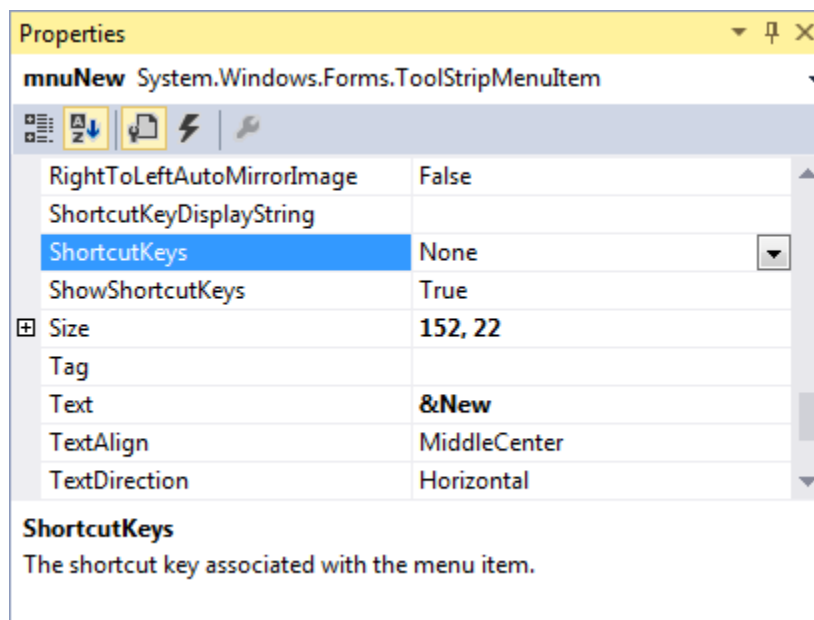 Properties
mnuNew System.Windows.Forms.ToolStripMenuItem
RightToLeftAutoMirrorImage False
ShortcutKeyDisplayString
ShortcutKeys None
ShowShortcutKeys True
Size 152, 22
Tag
Text &New
TextAlign MiddleCenter
TextDirection Horizontal
ShortcutKeys
The shortcut key associated with the menu item.